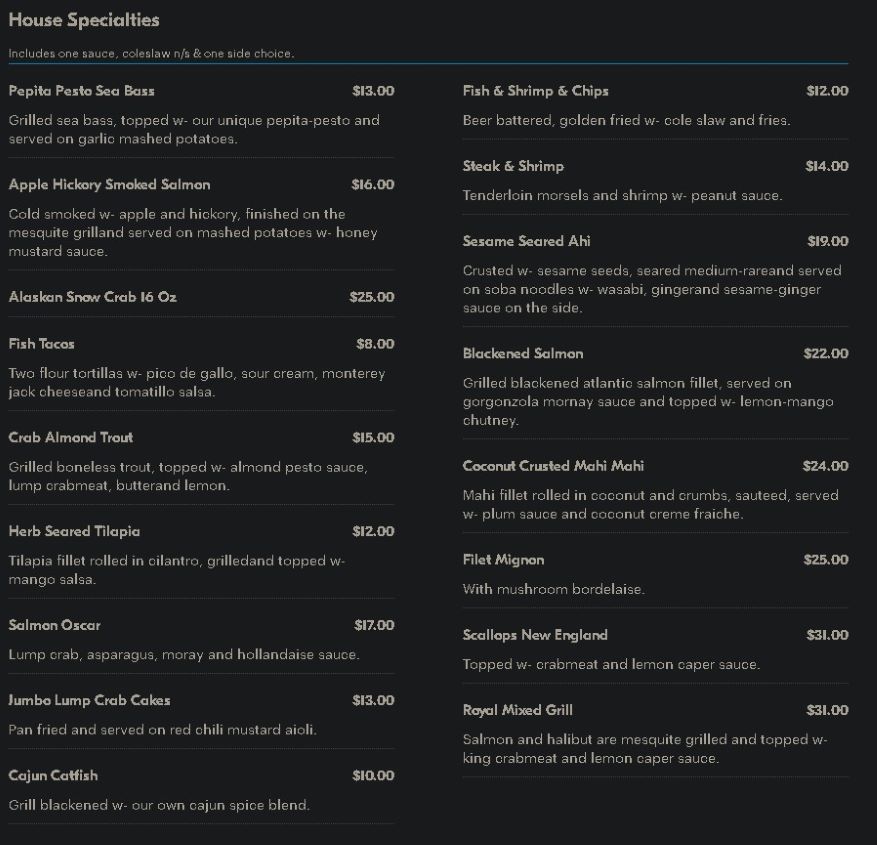 House Specialties
Includes one sauce, coleslaw n/s & one side choice.
Pepita Pesto Sea Bass $13.00
Grilled sea bass, topped w- our unique pepita-pesto and
served on garlic mashed potatoes.
Apple Hickory Smoked Salmon $16.00
Cold smoked w- apple and hickory, finished on the
mesquite grilland served on mashed potatoes w- honey
mustard sauce.
Alaskan Snow Crab 16 Oz $25.00
Fish Tacos $8.00
Two flour tortillas w- pico de gallo, sour cream, monterey
jack cheeseand tomatillo salsa.
Crab Almond Trout $15.00
Grilled boneless trout, topped w- almond pesto sauce,
lump crabmeat, butterand lemon.
Herb Seared Tilapia $12.00
Tilapia fillet rolled in cilantro, grilledand topped w-
mango salsa.
Salmon Oscar $17.00
Lump crab, asparagus, moray and hollandaise sauce.
Jumbo Lump Crab Cakes $13.00
Pan fried and served on red chili mustard aioli.
Cajun Catfish $10.00
Grill blackened w- our own cajun spice blend.
Fish & Shrimp & Chips $12.00
Beer battered, golden fried w- cole slaw and fries.
Steak & Shrimp $14.00
Tenderloin morsels and shrimp w- peanut sauce.
Sesame Seared Ahi $19.00
Crusted w- sesame seeds, seared medium-rareand served
on soba noodles w- wasabi, gingerand sesame-ginger
sauce on the side.
Blackened Salmon $22.00
Grilled blackened atlantic salmon fillet, served on
gorgonzola mornay sauce and topped w- lemon-mango
chutney.
Coconut Crusted Mahi Mahi $24.00
Mahi fillet rolled in coconut and crumbs, sauteed, served
w- plum sauce and coconut creme fraiche.
Filet Mignon $25.00
With mushroom bordelaise.
Scallops New England $31.00
Topped w- crabmeat and lemon caper sauce.
Royal Mixed Grill $31.00
Salmon and halibut are mesquite grilled and topped w-
king crabmeat and lemon caper sauce.